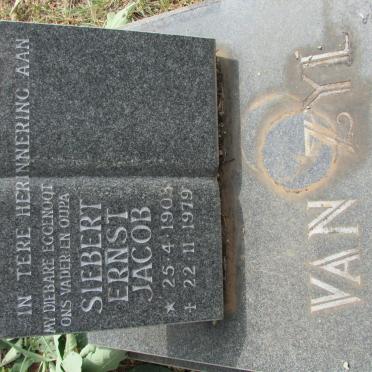 IN TERE HERINNERING AAN
MY DIEBARE EGGENOOT
ONS VADER EN OUPA
SIEBERT
ERNST
JACOB
★ 25·4·1903
✝ 22·11·1979
VAN ZYL